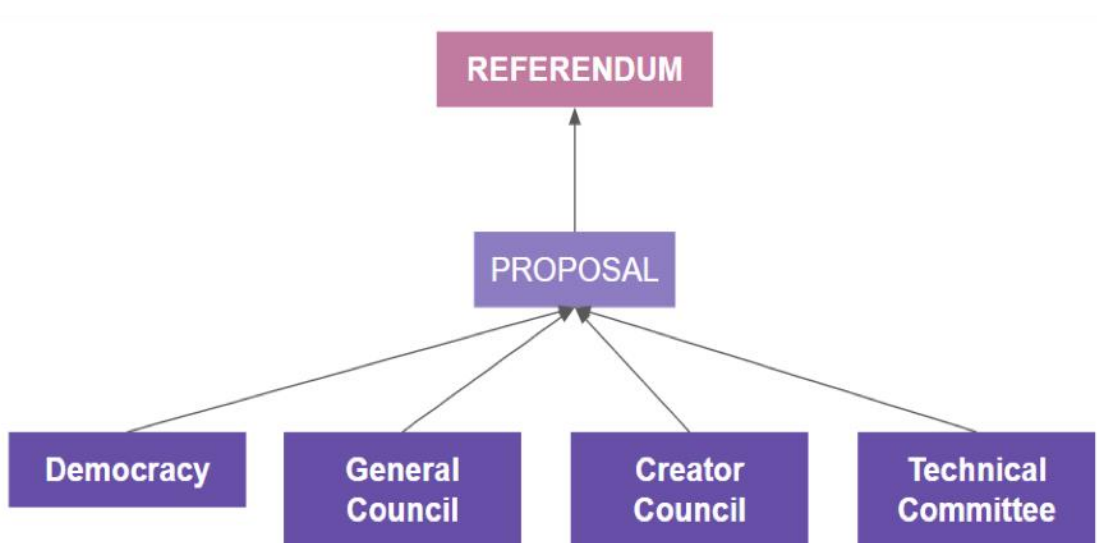 REFERENDUM
PROPOSAL
Democracy
General
Council
Creator
Council
Technical
Committee